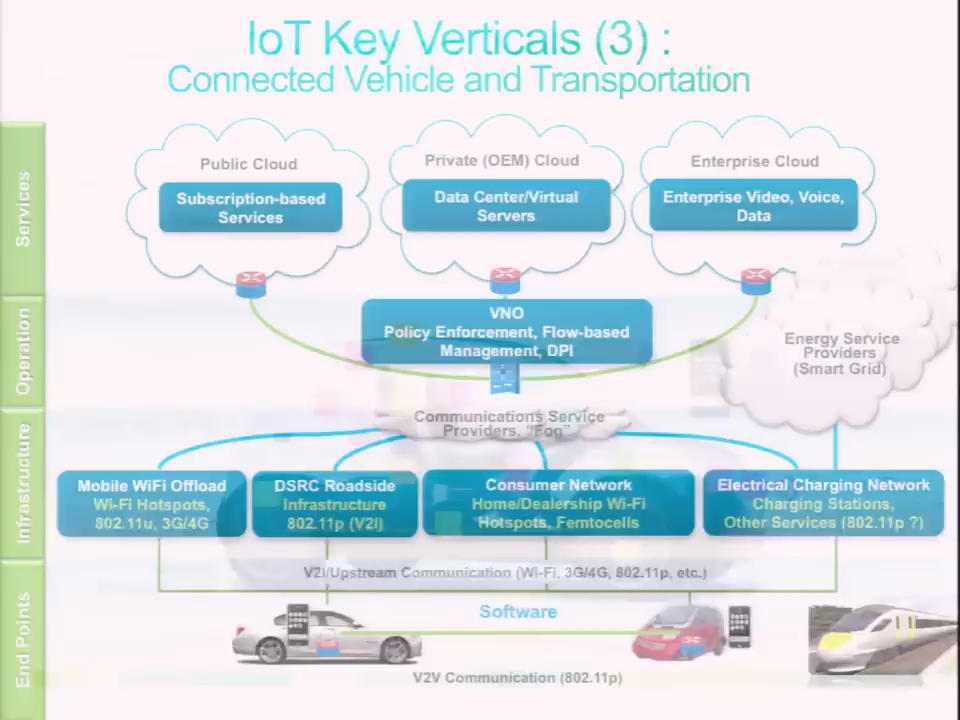 IoT Key Verticals (3) :
Connected Vehicle and Transportation
Services
Public Cloud
Subscription-based
Services
Private (OEM) Cloud
Data Center/Virtual
Servers
Enterprise Cloud
Enterprise Video, Voice,
Data
Operation
VNO
Policy Enforcement, Flow-based
Management, DPI
Energy Service
Providers
(Smart Grid)
Communications Service
Providers, "Fog"
Infrastructure
Mobile WiFi Offload
Wi-Fi Hotspots,
802.11u, 3G/4G
DSRC Roadside
Infrastructure
802.11p (V2I)
Consumer Network
Home/Dealership Wi-Fi
Hotspots, Femtocells
Electrical Charging Network
Charging Stations,
Other Services (802.11p ?)
V2I/Upstream Communication (Wi-Fi, 3G/4G, 802.11p, etc.)
End Points
Software
V2V Communication (802.11p)